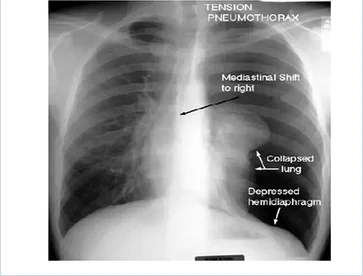 TENSION
PNEUMOTHORAX
Mediastinal Shift
to right
Collapsed
lung
Depressed
hemidiaphragm